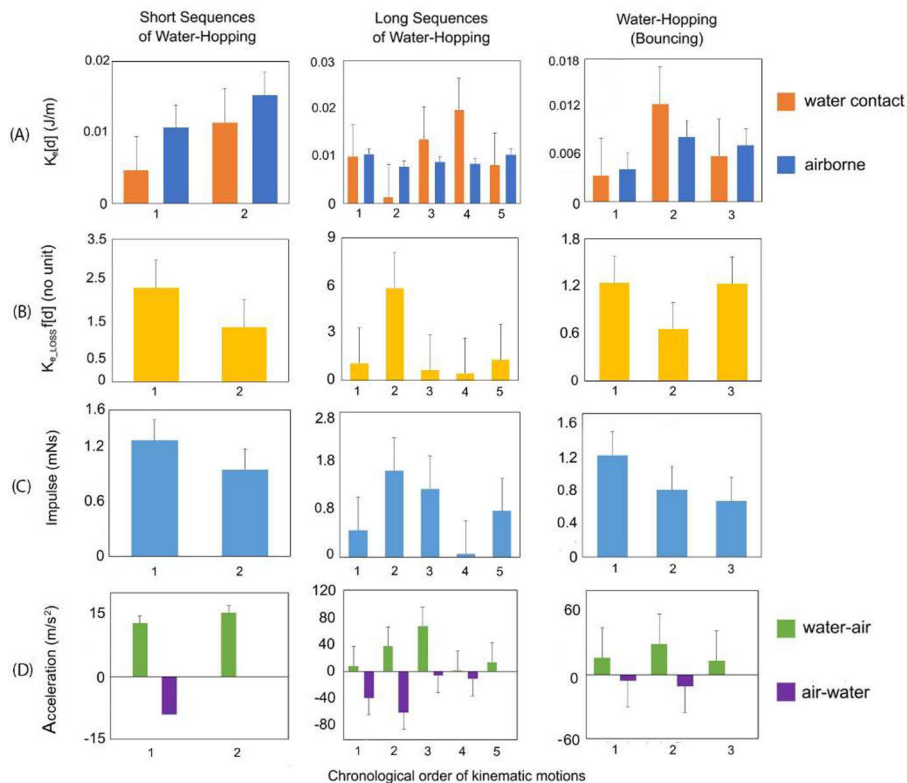 Short Sequences
of Water-Hopping
Long Sequences
of Water-Hopping
Water-Hopping
(Bouncing)
(A)
Kₑ[d] (J/m)
0.02
0.01
0
1 2
0.03
0.02
0.01
0
1 2 3 4 5
0.018
0.012
0.006
0
1 2 3
water contact
airborne
(B)
Kₑ_LOSS f[d] (no unit)
3.5
2.5
1.5
0.5
0
1 2
9
6
3
0
1 2 3 4 5
1.8
1.2
0.6
0
1 2 3
(C)
Impulse (mNs)
1.6
1.2
0.6
0
1 2
2.8
1.8
0.8
0
1 2 3 4 5
1.6
1.2
0.8
0.4
0
1 2 3
(D)
Acceleration (m/s²)
15
0
-15
1 2
120
80
40
0
-40
-80
1 2 3 4 5
60
0
-60
1 2 3
water-air
air-water
Chronological order of kinematic motions